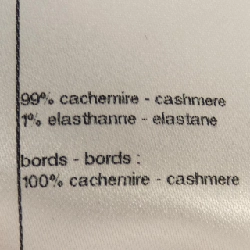 99% cachemire - cashmere
1% elasthanne - elastane
bords - bords :
100% cachemire - cashmere